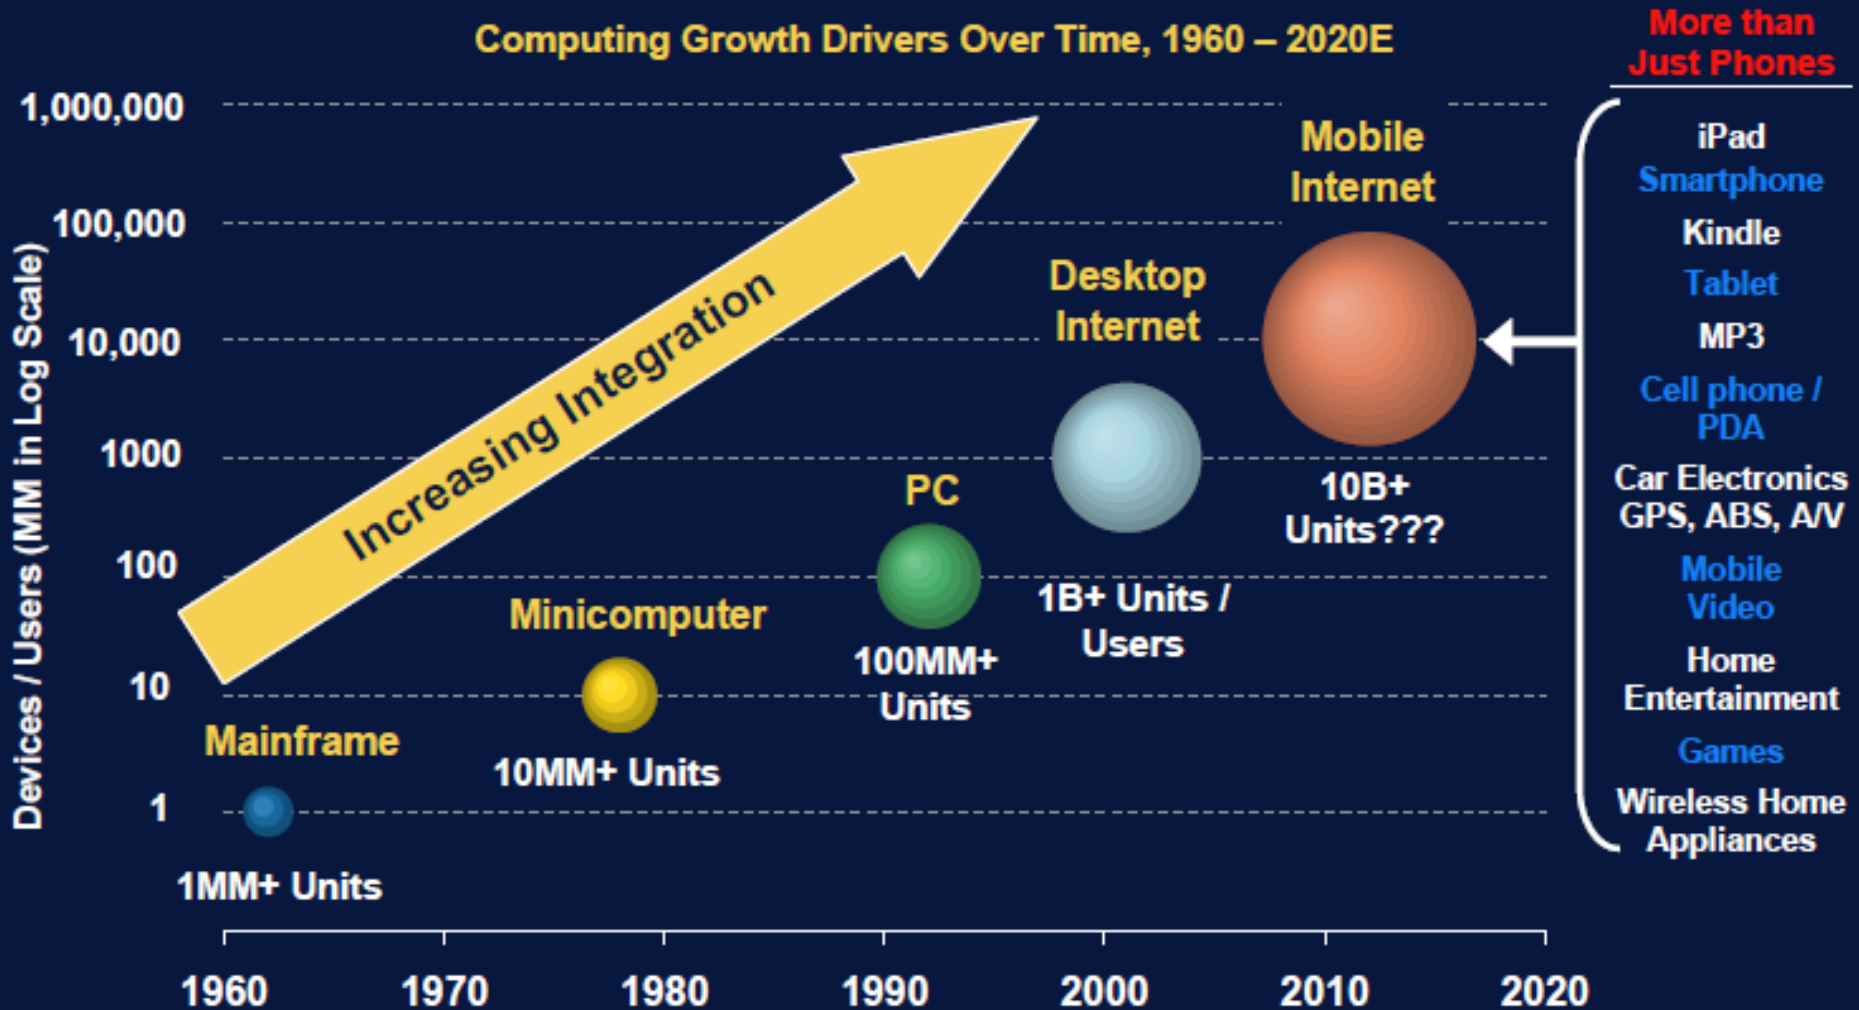 Computing Growth Drivers Over Time, 1960 – 2020E
More than
Just Phones
Devices / Users (MM in Log Scale)
1,000,000
100,000
10,000
1000
100
10
1
Increasing Integration
Mainframe
1MM+ Units
Minicomputer
10MM+ Units
PC
100MM+
Units
Desktop
Internet
1B+ Units /
Users
Mobile
Internet
10B+
Units???
iPad
Smartphone
Kindle
Tablet
MP3
Cell phone /
PDA
Car Electronics
GPS, ABS, A/V
Mobile
Video
Home
Entertainment
Games
Wireless Home
Appliances
1960
1970
1980
1990
2000
2010
2020